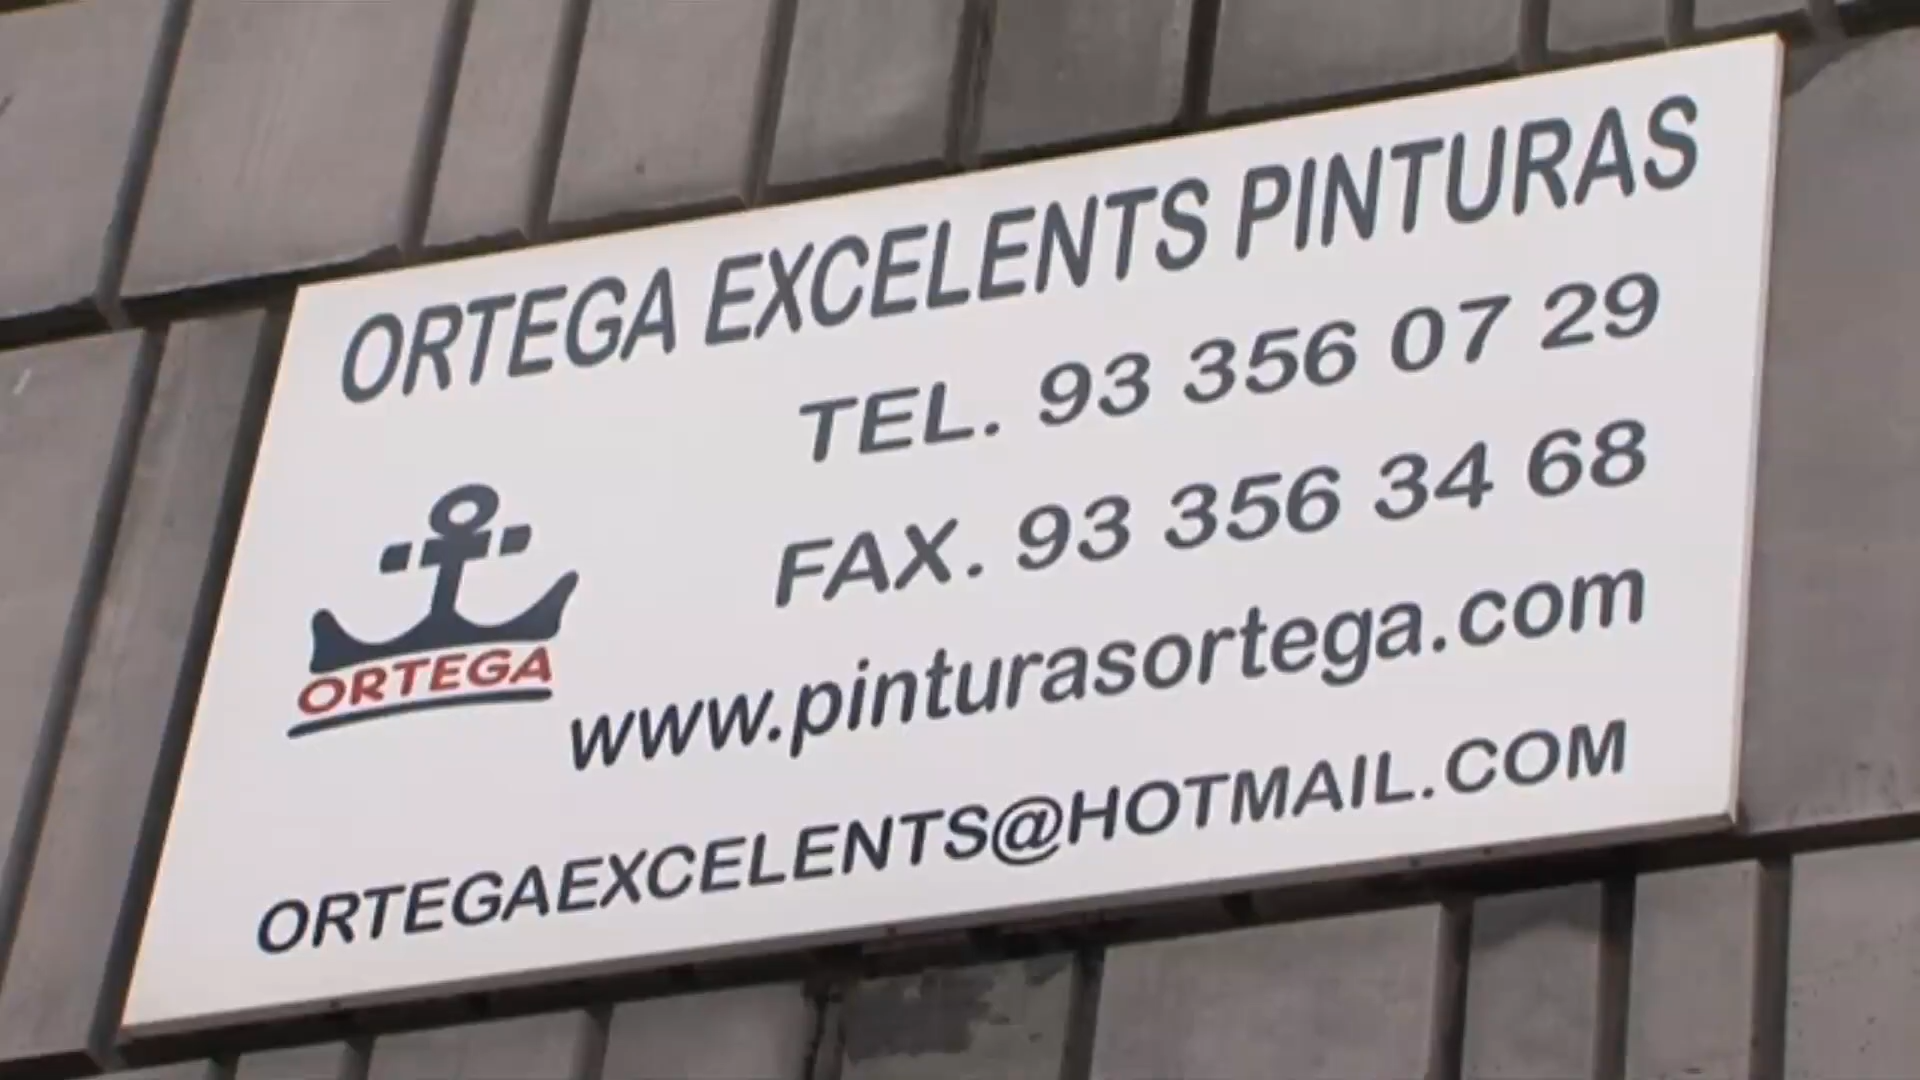 ORTEGA EXCELENTS PINTURAS
TEL. 93 356 07 29
FAX. 93 356 34 68
ORTEGA
www.pinturasortega.com
ORTEGAEXCELENTS@HOTMAIL.COM